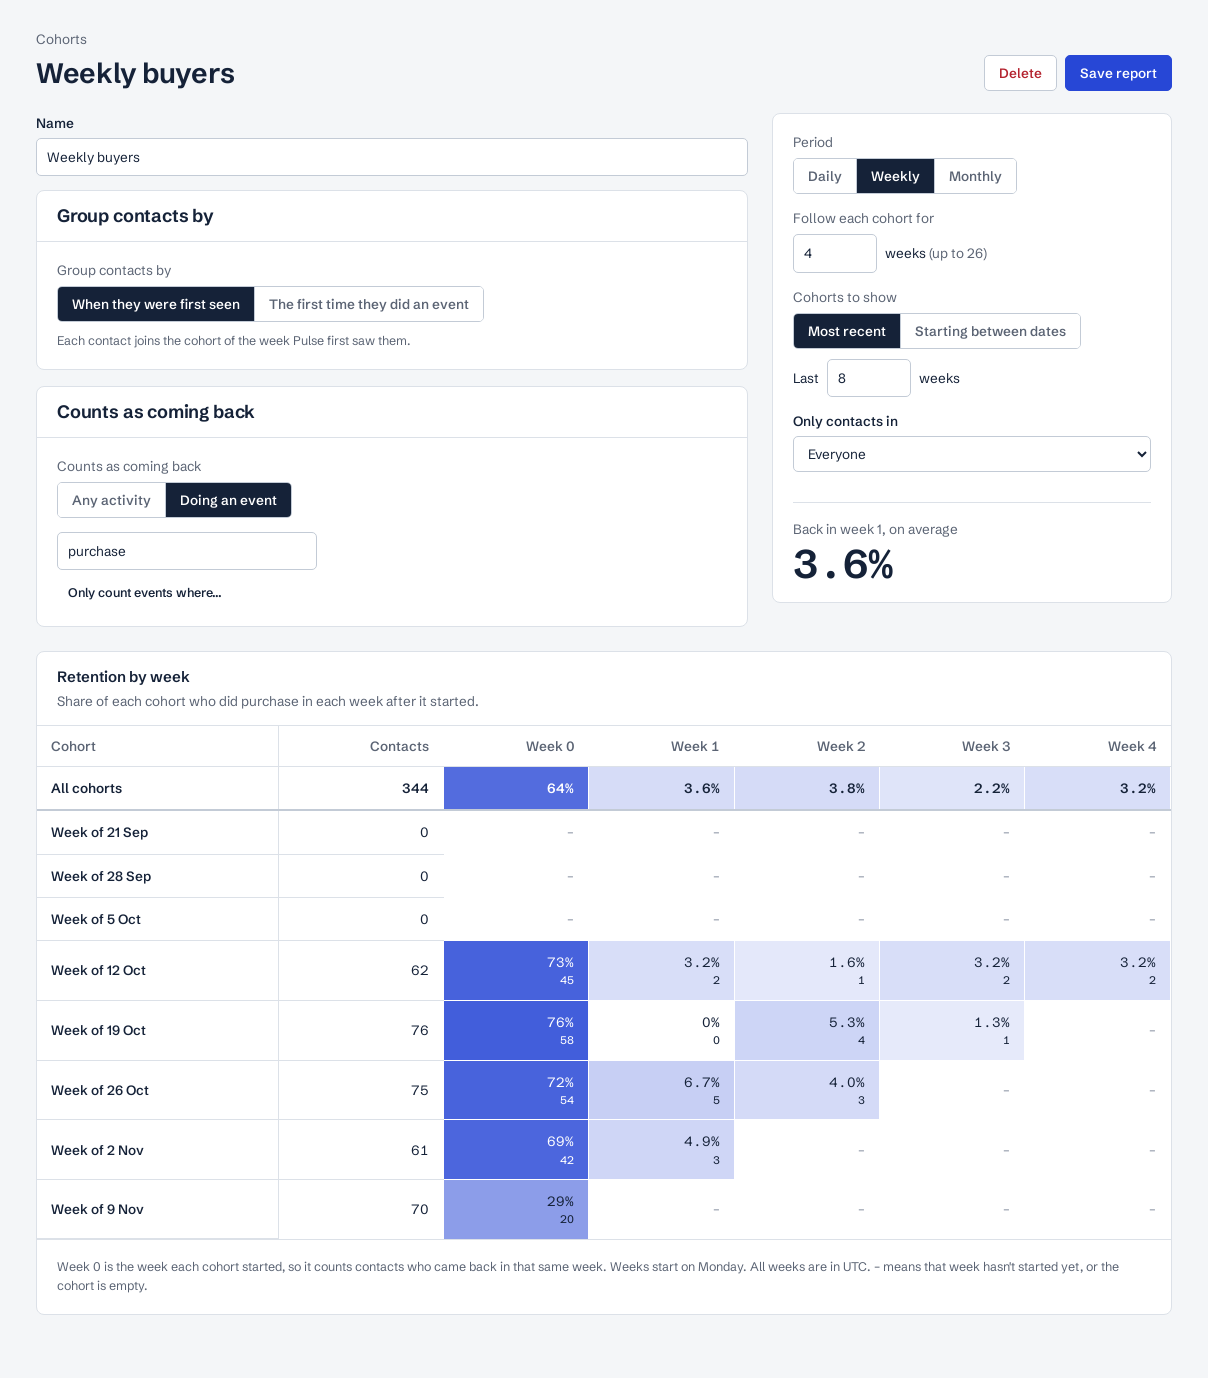 Cohorts
Weekly buyers
Delete
Save report
Name
Weekly buyers
Group contacts by
Group contacts by
When they were first seen
The first time they did an event
Each contact joins the cohort of the week Pulse first saw them.
Counts as coming back
Counts as coming back
Any activity
Doing an event
purchase
Only count events where...
Period
Daily
Weekly
Monthly
Follow each cohort for
4 weeks (up to 26)
Cohorts to show
Most recent
Starting between dates
Last 8 weeks
Only contacts in
Everyone
Back in week 1, on average
3.6%
Retention by week
Share of each cohort who did purchase in each week after it started.
Cohort Contacts Week 0 Week 1 Week 2 Week 3 Week 4
All cohorts 344 64% 3.6% 3.8% 2.2% 3.2%
Week of 21 Sep 0 – – – – –
Week of 28 Sep 0 – – – – –
Week of 5 Oct 0 – – – – –
Week of 12 Oct 62 73% 3.2% 1.6% 3.2% 3.2%
45 2 1 2 2
Week of 19 Oct 76 76% 0% 5.3% 1.3% –
58 0 4 1
Week of 26 Oct 75 72% 6.7% 4.0% – –
54 5 3
Week of 2 Nov 61 69% 4.9% – – –
42 3
Week of 9 Nov 70 29% – – – –
20
Week 0 is the week each cohort started, so it counts contacts who came back in that same week. Weeks start on Monday. All weeks are in UTC. – means that week hasn't started yet, or the
cohort is empty.